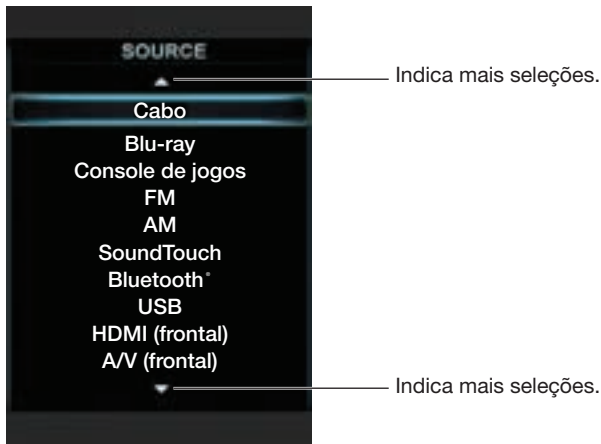 SOURCE
Indica mais seleções.
Cabo
Blu-ray
Console de jogos
FM
AM
SoundTouch
Bluetooth®
USB
HDMI (frontal)
A/V (frontal)
Indica mais seleções.